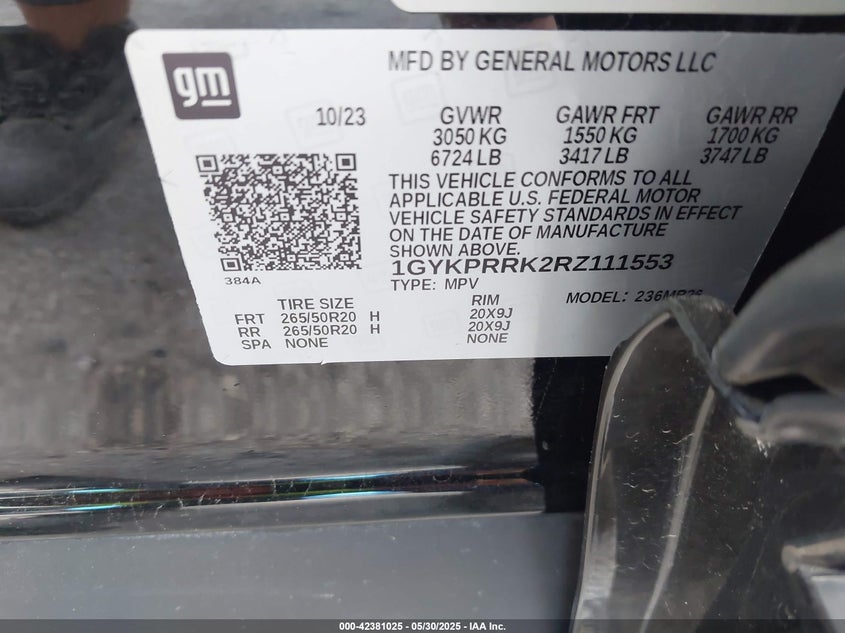 gm
MFD BY GENERAL MOTORS LLC
10/23 GVWR GAWR FRT GAWR RR
3050 KG 1550 KG 1700 KG
6724 LB 3417 LB 3747 LB
THIS VEHICLE CONFORMS TO ALL
APPLICABLE U.S. FEDERAL MOTOR
VEHICLE SAFETY STANDARDS IN EFFECT
ON THE DATE OF MANUFACTURE
SHOWN ABOVE.
384A
1GYKPRRK2RZ111553
TYPE: MPV MODEL:
TIRE SIZE RIM
FRT 265/50R20 H 20X9J
RR 265/50R20 H 20X9J
SPA NONE NONE
000-42381025 - 05/30/2025 - IAA Inc.